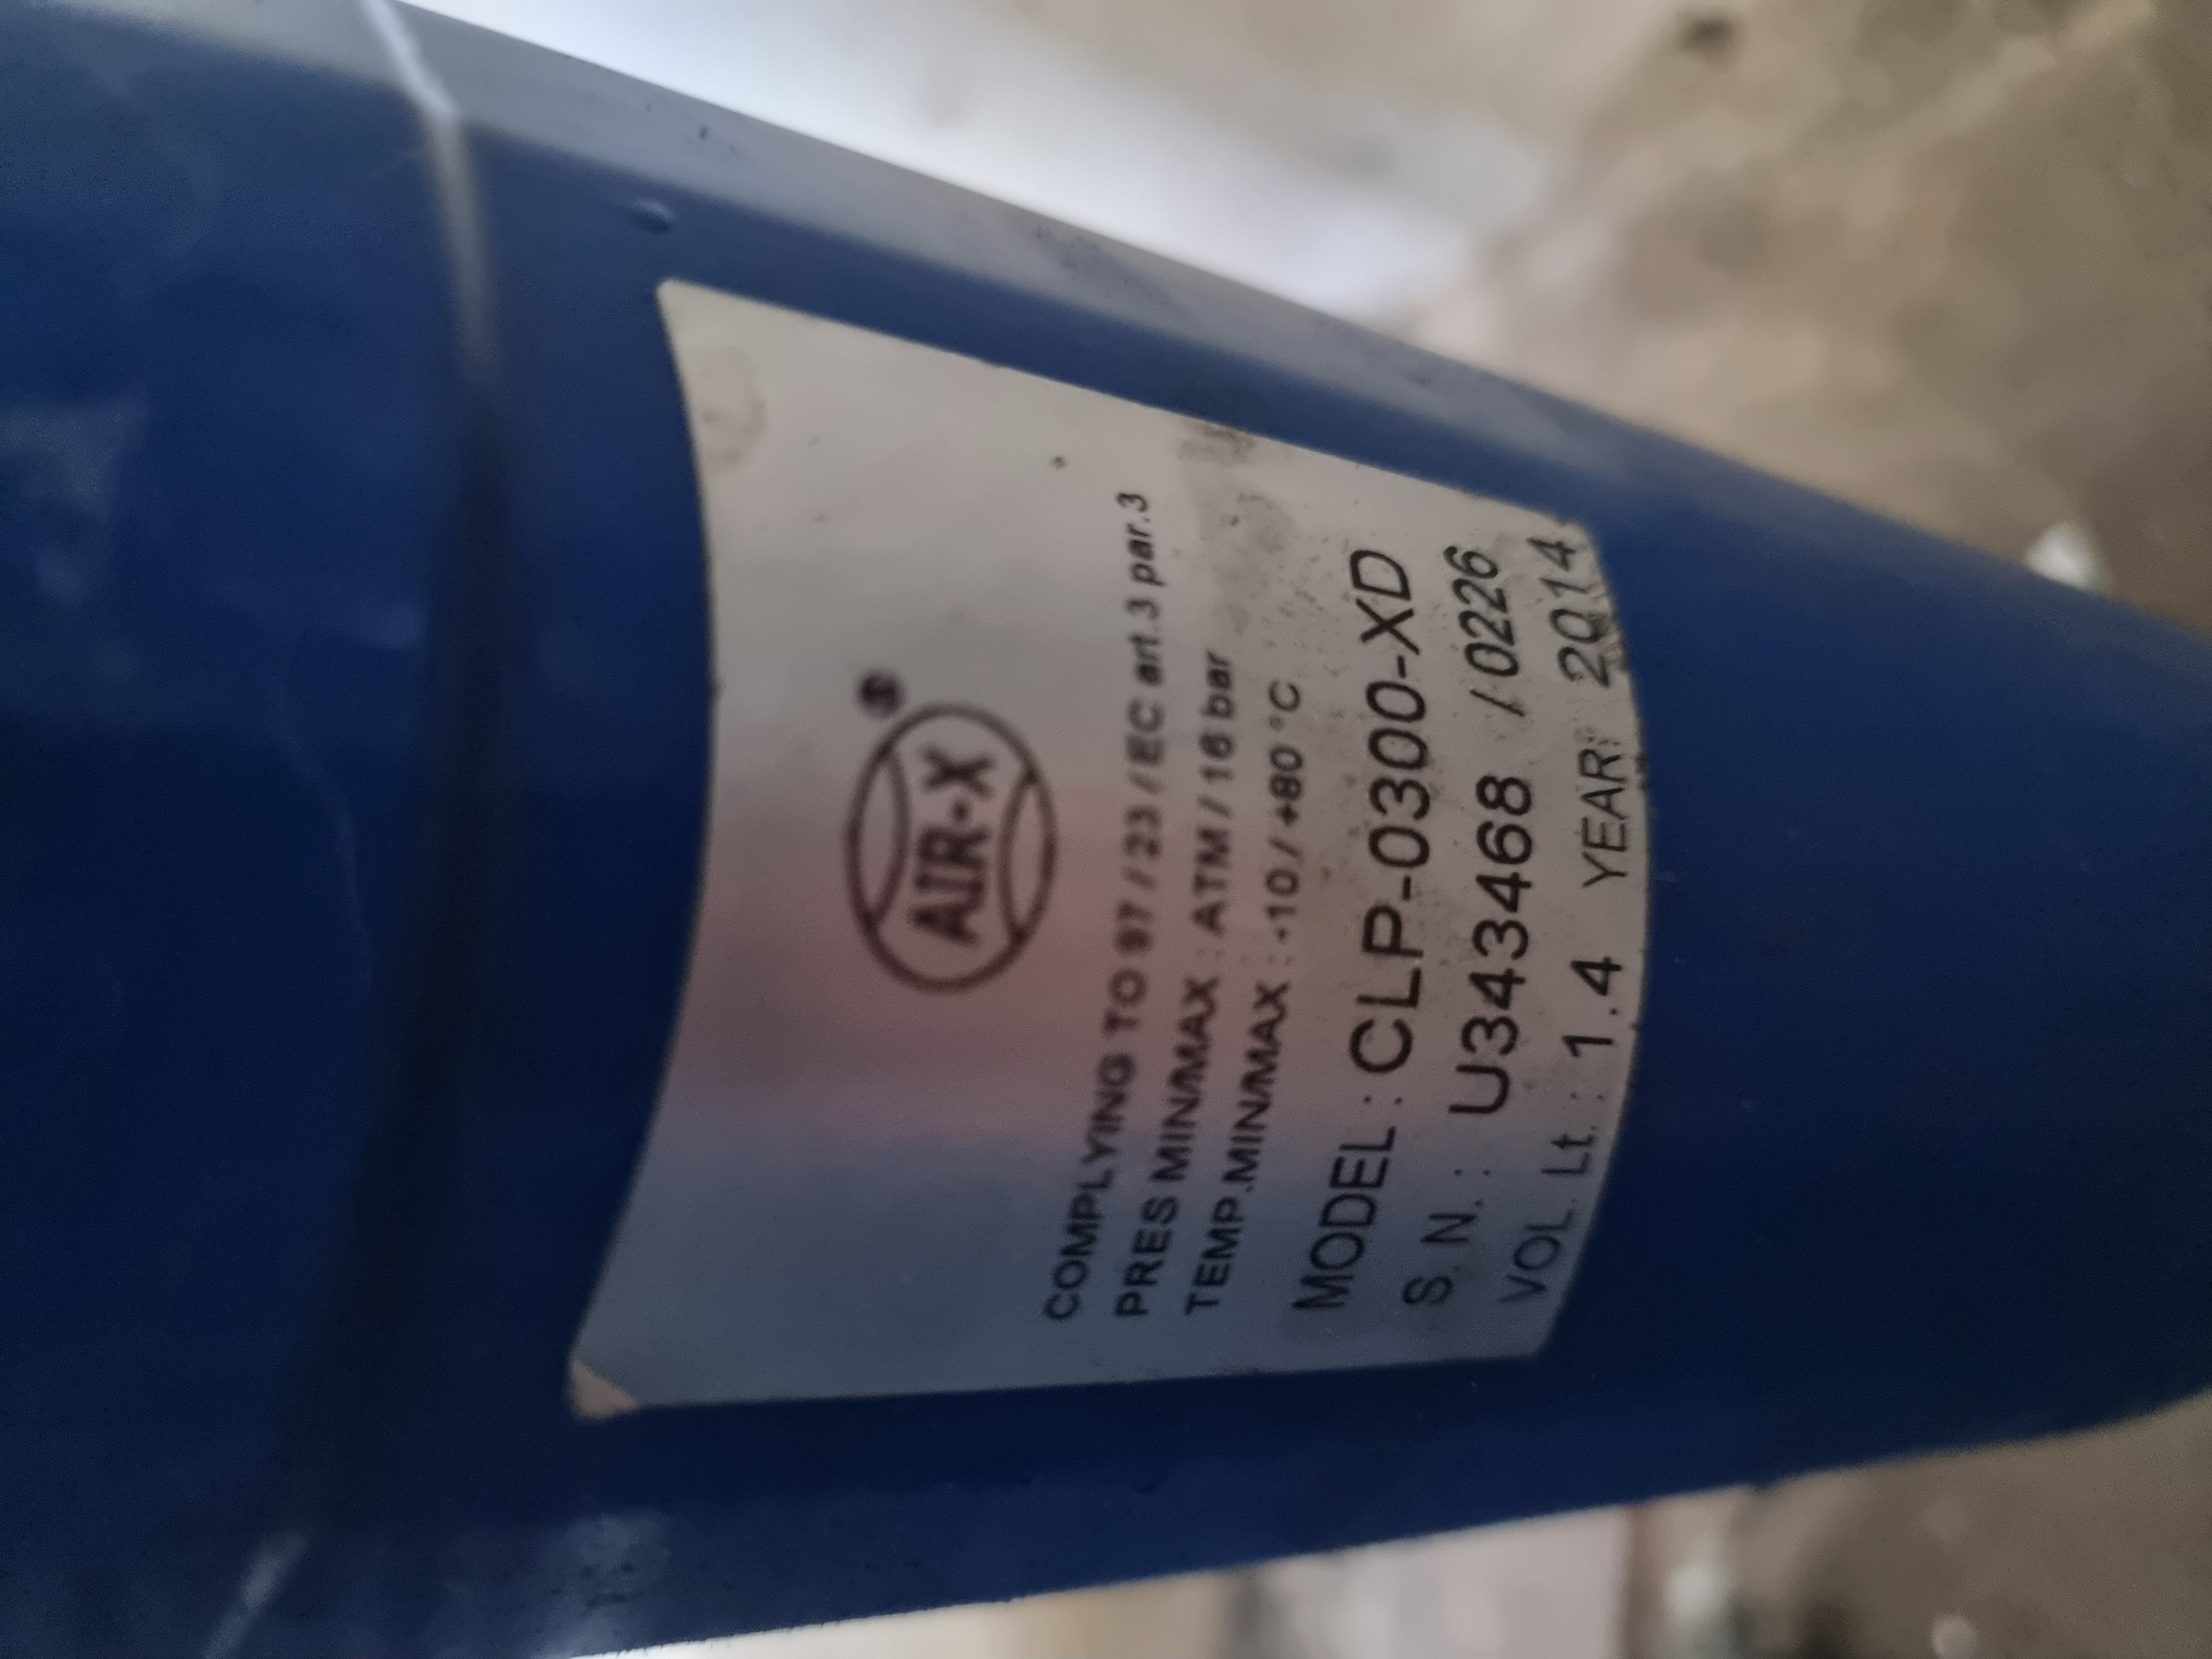 AIR-X
®
COMPLYING TO 97/23/EC art.3 par.3
PRES MIN/MAX : ATM/16 bar
TEMP.MIN/MAX : -10/+80 °C
MODEL : CLP-0300-XD
S. N. : U343468 /0226
VOL. Lt. : 1.4 YEAR: 2014